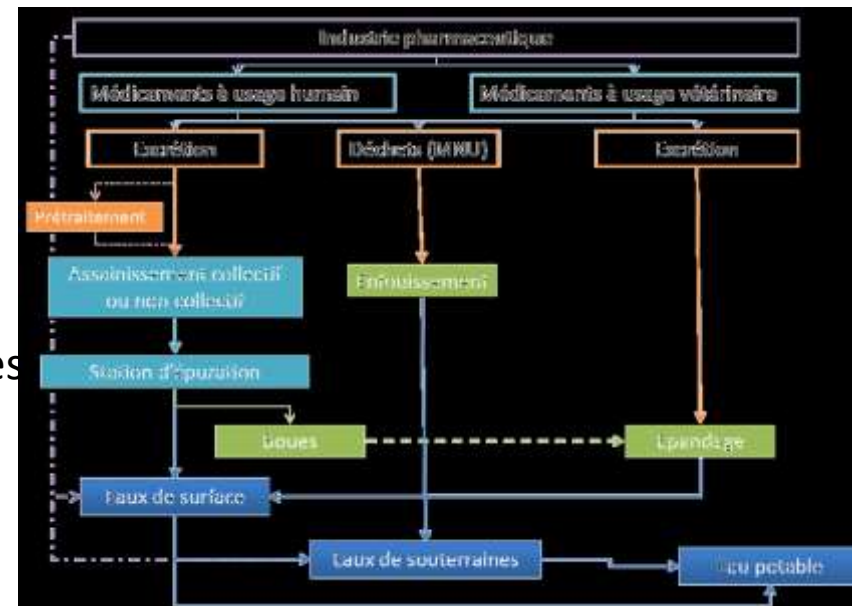 Industrie pharmaceutique
Médicaments à usage humain
Médicaments à usage vétérinaire
Excrétion
Déchets (MNU)
Excrétion
Prétraitement
Assainissement collectif
ou non collectif
Enfouissement
es
Station d'épuration
Boues
Epandage
Eaux de surface
Eaux de souterraines
Eau potable